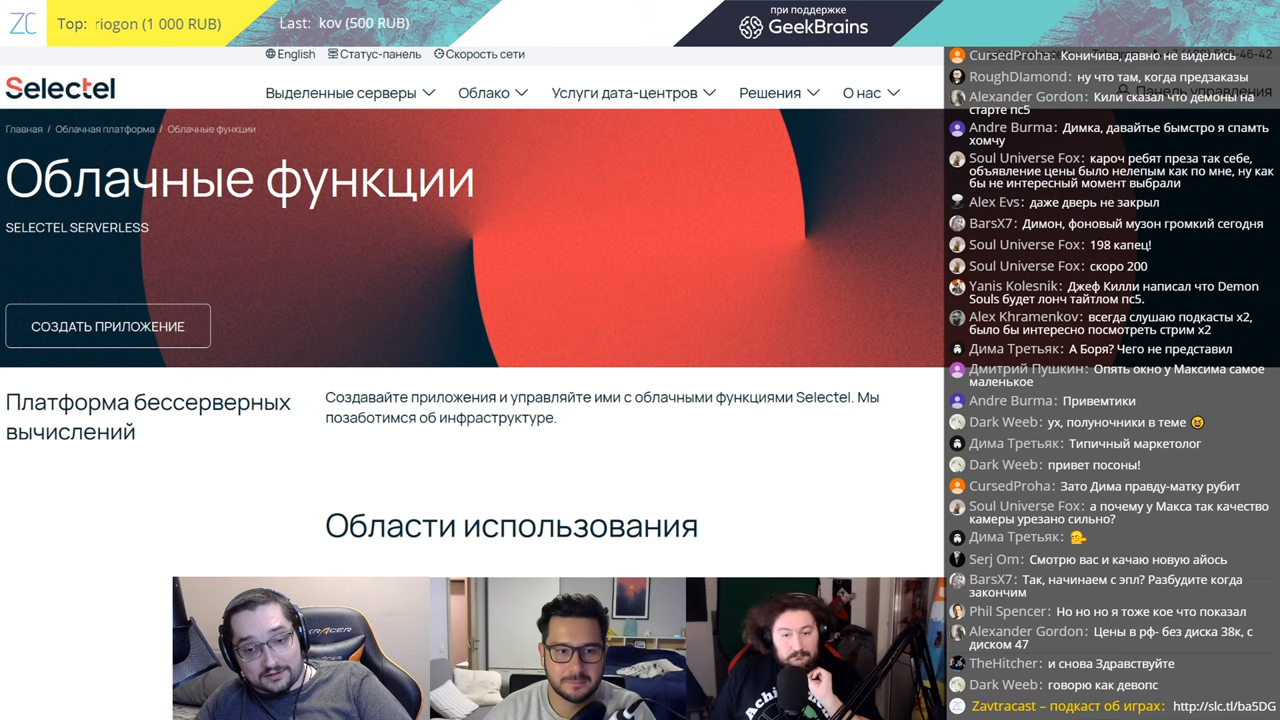 ZC
Top: riogon (1 000 RUB)
Last: kov (500 RUB)
при поддержке
GeekBrains
English
Статус-панель
Скорость сети
Selectel
Выделенные серверы
Облако
Услуги дата-центров
Решения
О нас
Панель управления
Главная / Облачная платформа / Облачные функции
Облачные функции
SELECTEL SERVERLESS
СОЗДАТЬ ПРИЛОЖЕНИЕ
Платформа бессерверных
вычислений
Создавайте приложения и управляйте ими с облачными функциями Selectel. Мы
позаботимся об инфраструктуре.
Области использования
CursedProha: Коничива, давно не виделись
RoughDIamond: ну что там, когда предзаказы
Alexander Gordon: Кили сказал что демоны на
старте пс5
Andre Burma: Димка, давайтье бымстро я спамть
хомчу
Soul Universe Fox: кароч ребят преза так себе,
объявление цены было нелепым как по мне, ну как
бы не интересный момент выбрали
Alex Evs: даже дверь не закрыл
BarsX7: Димон, фоновый музон громкий сегодня
Soul Universe Fox: 198 капец!
Soul Universe Fox: скоро 200
Yanis Kolesnik: Джеф Килли написал что Demon
Souls будет лонч тайтлом пс5.
Alex Khramenkov: всегда слушаю подкасты x2,
было бы интересно посмотреть стрим x2
Дима Третьяк: А Боря? Чего не представил
Дмитрий Пушкин: Опять окно у Максима самое
маленькое
Andre Burma: Привемтики
Dark Weeb: ух, полуночники в теме 😆
Дима Третьяк: Типичный маркетолог
Dark Weeb: привет посоны!
CursedProha: Зато Дима правду-матку рубит
Soul Universe Fox: а почему у Макса так качество
камеры урезано сильно?
Дима Третьяк:
Serj Om: Смотрю вас и качаю новую айось
BarsX7: Так, начинаем с эпл? Разбудите когда
закончим
Phil Spencer: Но но но я тоже кое что показал
Alexander Gordon: Цены в рф- без диска 38к, с
диском 47
TheHitcher: и снова Здравствуйте
Dark Weeb: говорю как девопс
Zavtracast – подкаст об играх: http://slc.tl/ba5DG